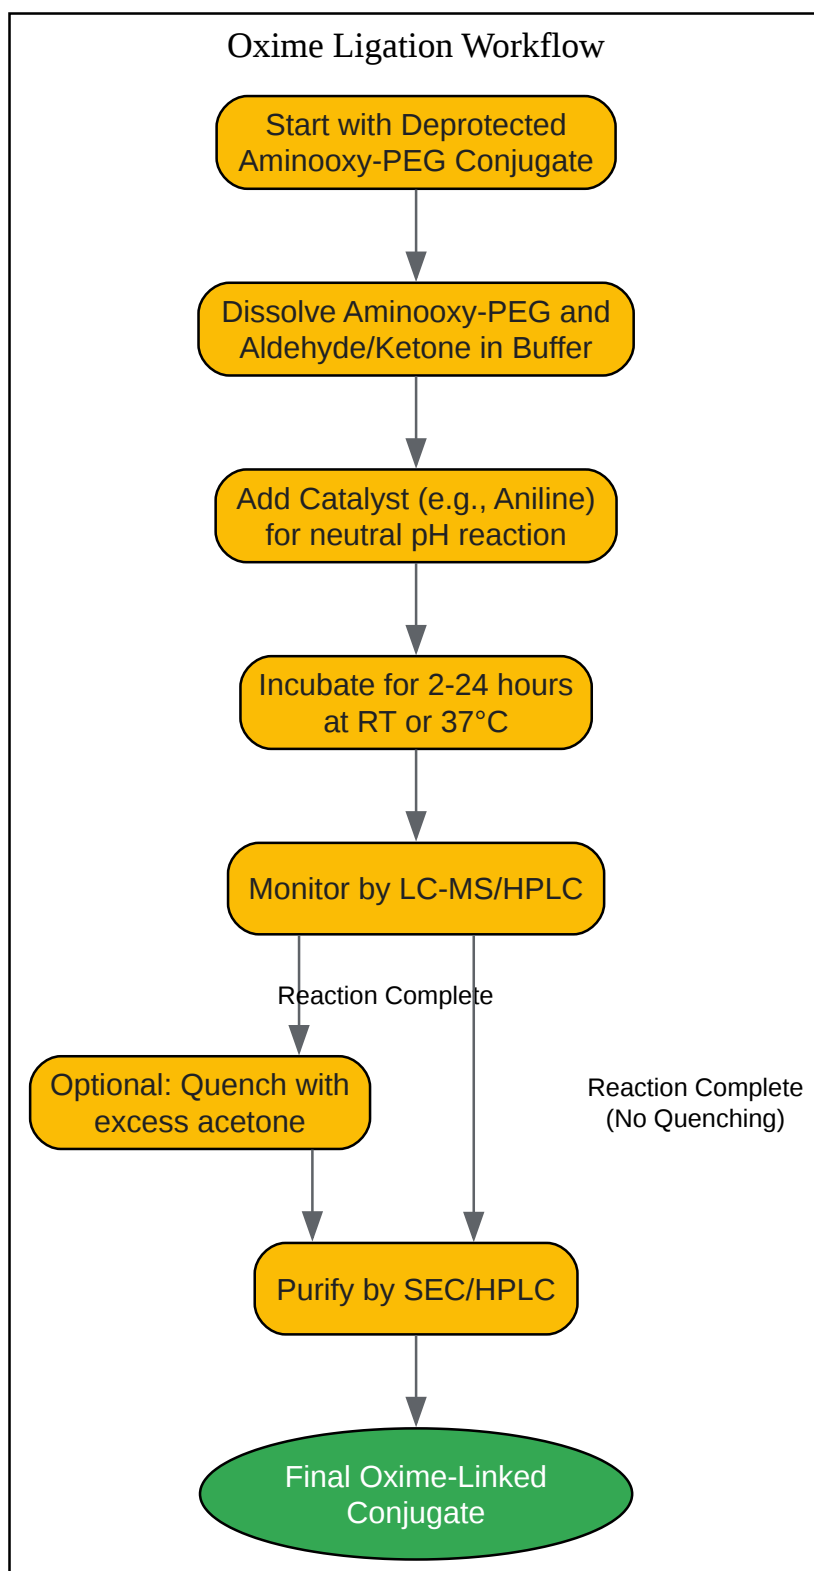 Oxime Ligation Workflow
Start with Deprotected
Aminooxy-PEG Conjugate
Dissolve Aminooxy-PEG and
Aldehyde/Ketone in Buffer
Add Catalyst (e.g., Aniline)
for neutral pH reaction
Incubate for 2-24 hours
at RT or 37°C
Monitor by LC-MS/HPLC
Reaction Complete
Optional: Quench with
excess acetone
Reaction Complete
(No Quenching)
Purify by SEC/HPLC
Final Oxime-Linked
Conjugate